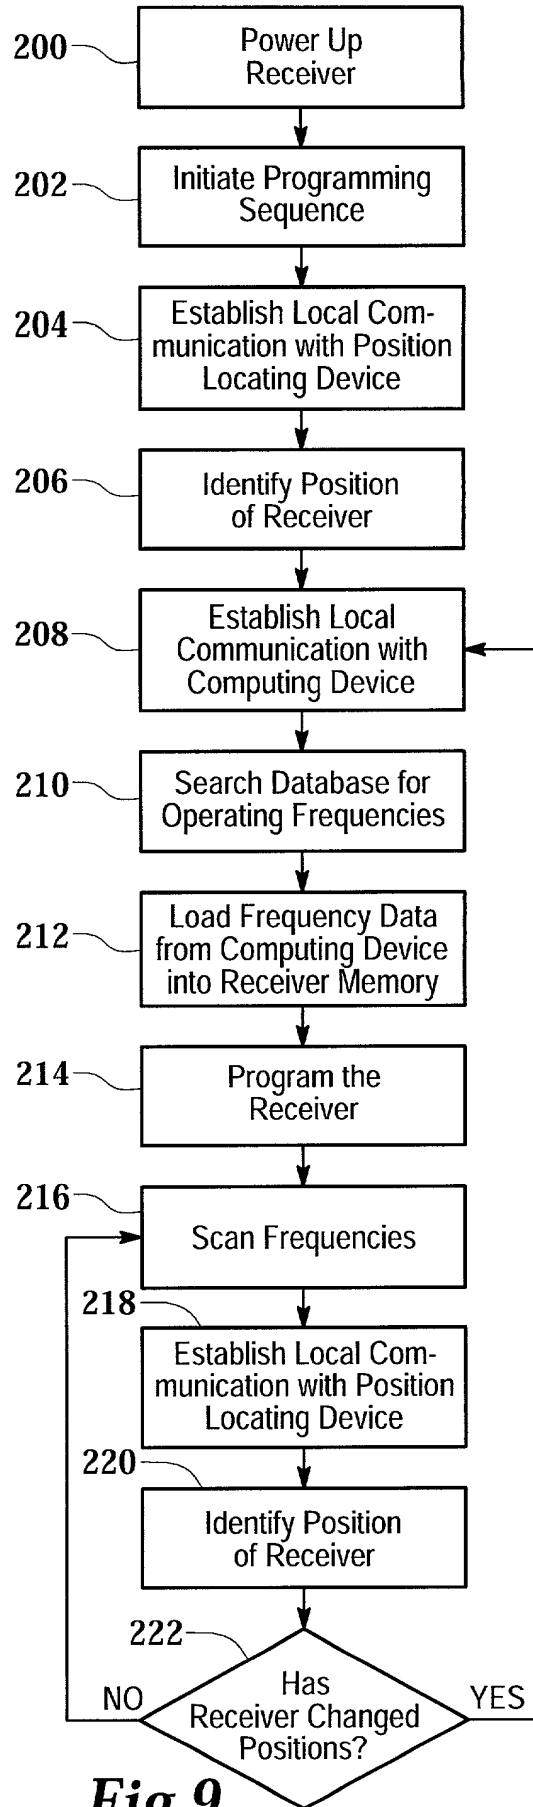 200
Power Up
Receiver
202
Initiate Programming
Sequence
204
Establish Local Com-
munication with Position
Locating Device
206
Identify Position
of Receiver
208
Establish Local
Communication with
Computing Device
210
Search Database for
Operating Frequencies
212
Load Frequency Data
from Computing Device
into Receiver Memory
214
Program the
Receiver
216
Scan Frequencies
218
Establish Local Com-
munication with Position
Locating Device
220
Identify Position
of Receiver
222
Has
Receiver Changed
Positions?
NO
YES
Fig 9